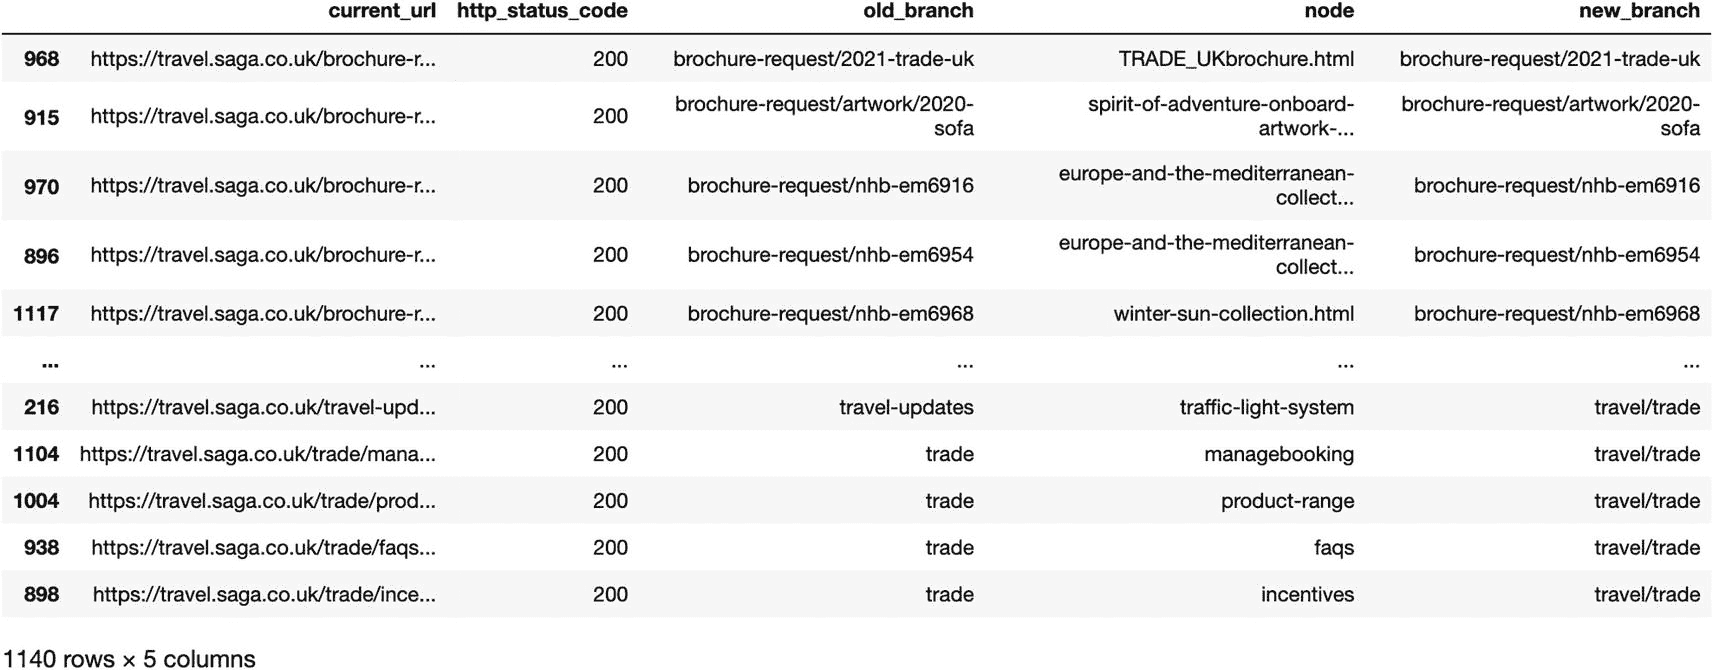 current_url http_status_code old_branch node new_branch
968 https://travel.saga.co.uk/brochure-r... 200 brochure-request/2021-trade-uk TRADE_UKbrochure.html brochure-request/2021-trade-uk
915 https://travel.saga.co.uk/brochure-r... 200 brochure-request/artwork/2020-sofa spirit-of-adventure-onboard-artwork-... brochure-request/artwork/2020-sofa
970 https://travel.saga.co.uk/brochure-r... 200 brochure-request/nhb-em6916 europe-and-the-mediterranean-collect... brochure-request/nhb-em6916
896 https://travel.saga.co.uk/brochure-r... 200 brochure-request/nhb-em6954 europe-and-the-mediterranean-collect... brochure-request/nhb-em6954
1117 https://travel.saga.co.uk/brochure-r... 200 brochure-request/nhb-em6968 winter-sun-collection.html brochure-request/nhb-em6968
... ... ... ... ... ...
216 https://travel.saga.co.uk/travel-upd... 200 travel-updates traffic-light-system travel/trade
1104 https://travel.saga.co.uk/trade/mana... 200 trade managebooking travel/trade
1004 https://travel.saga.co.uk/trade/prod... 200 trade product-range travel/trade
938 https://travel.saga.co.uk/trade/faqs... 200 trade faqs travel/trade
898 https://travel.saga.co.uk/trade/ince... 200 trade incentives travel/trade
1140 rows × 5 columns